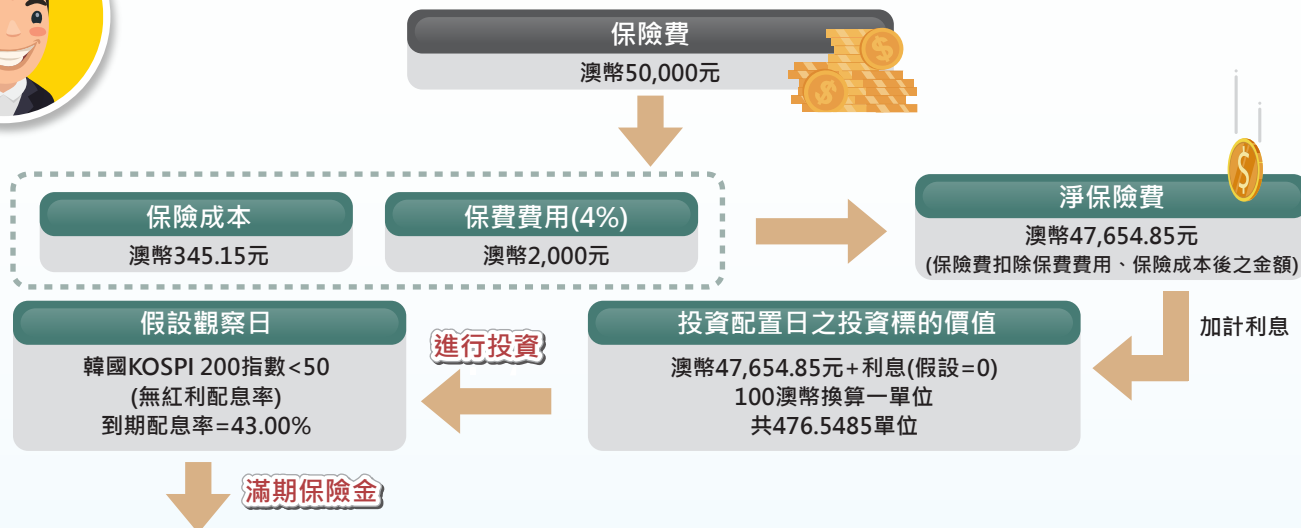 保險費
澳幣50,000元
保險成本
澳幣345.15元
保費費用(4%)
澳幣2,000元
淨保險費
澳幣47,654.85元
(保險費扣除保費費用、保險成本後之金額)
加計利息
投資配置日之投資標的價值
澳幣47,654.85元+利息(假設=0)
100澳幣換算一單位
共476.5485單位
進行投資
假設觀察日
韓國KOSPI 200指數<50
(無紅利配息率)
到期配息率=43.00%
滿期保險金